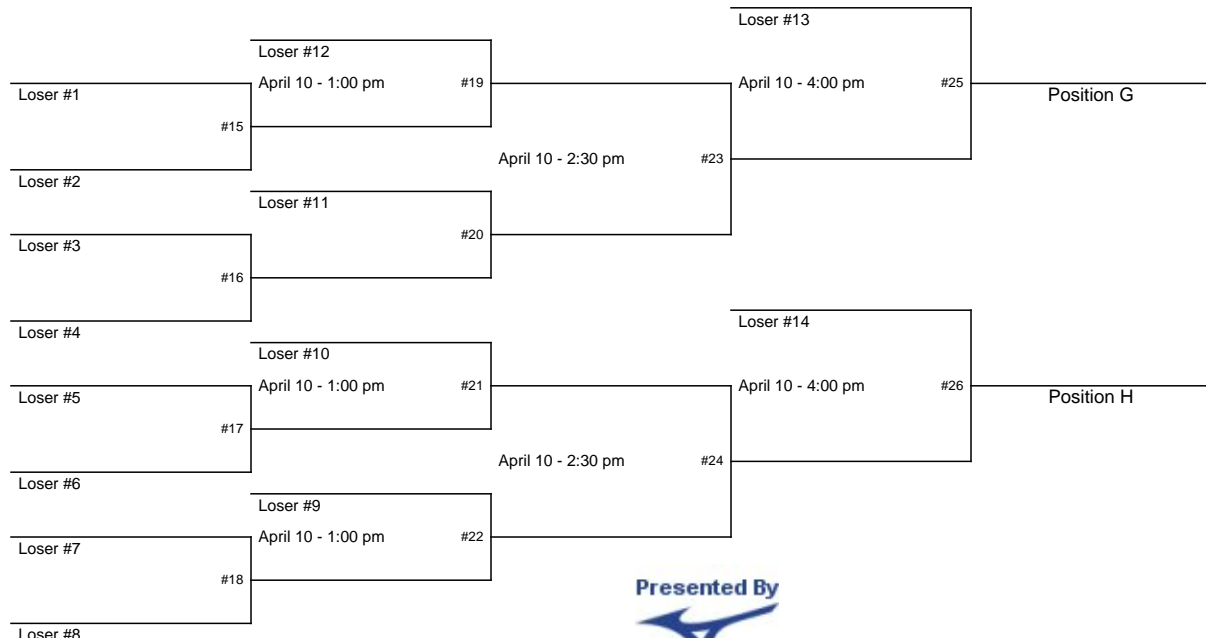 Loser #13
Loser #12
April 10 - 1:00 pm
#19
April 10 - 4:00 pm
#25
Loser #1
Position G
#15
April 10 - 2:30 pm
#23
Loser #2
Loser #11
#20
Loser #3
#16
Loser #4
Loser #14
Loser #10
April 10 - 1:00 pm
#21
April 10 - 4:00 pm
#26
Loser #5
Position H
#17
April 10 - 2:30 pm
#24
Loser #6
Loser #9
April 10 - 1:00 pm
#22
Loser #7
#18
Presented By
Loser #8